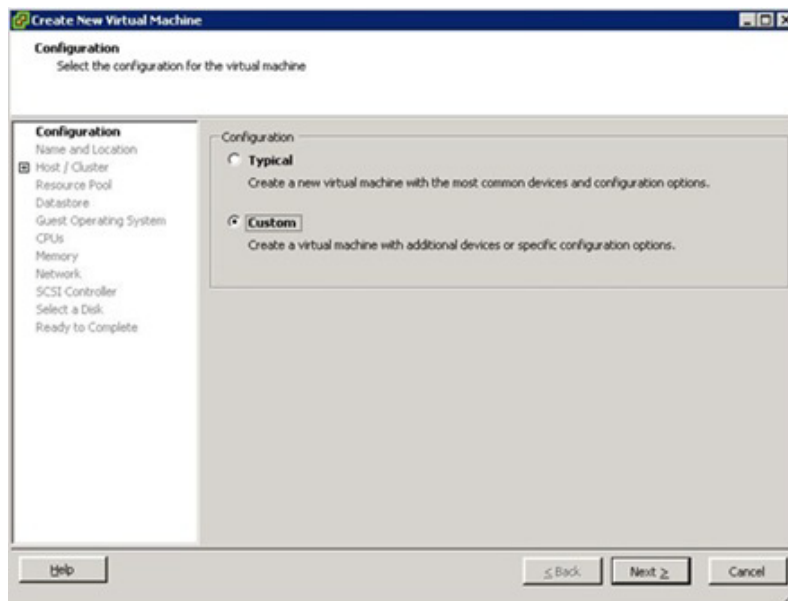 Create New Virtual Machine
Configuration
Select the configuration for the virtual machine
Configuration
Name and Location
Host / Cluster
Resource Pool
Datastore
Guest Operating System
CPUs
Memory
Network
SCSI Controller
Select a Disk
Ready to Complete
Configuration
Typical
Create a new virtual machine with the most common devices and configuration options.
Custom
Create a virtual machine with additional devices or specific configuration options.
Help
≤ Back
Next ≥
Cancel